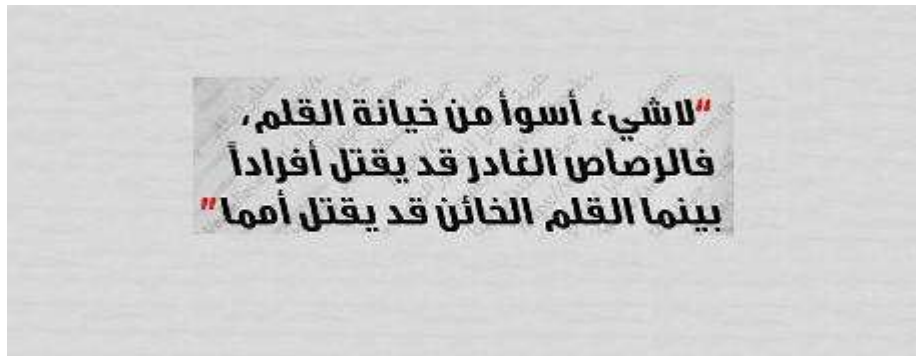 “لاشيء أسوأ من خيانة القلم،
فالرصاص الغادر قد يقتل أفراداً
بينما القلم الخائن قد يقتل أمما”